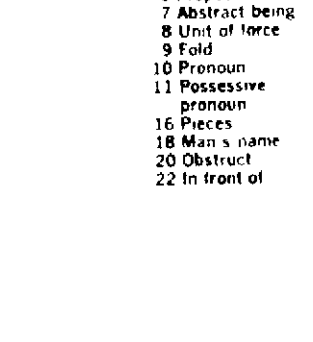 7 Abstract being
8 Unit of force
9 Fold
10 Pronoun
11 Possessive
pronoun
16 Pieces
18 Man s name
20 Obstruct
22 In front of